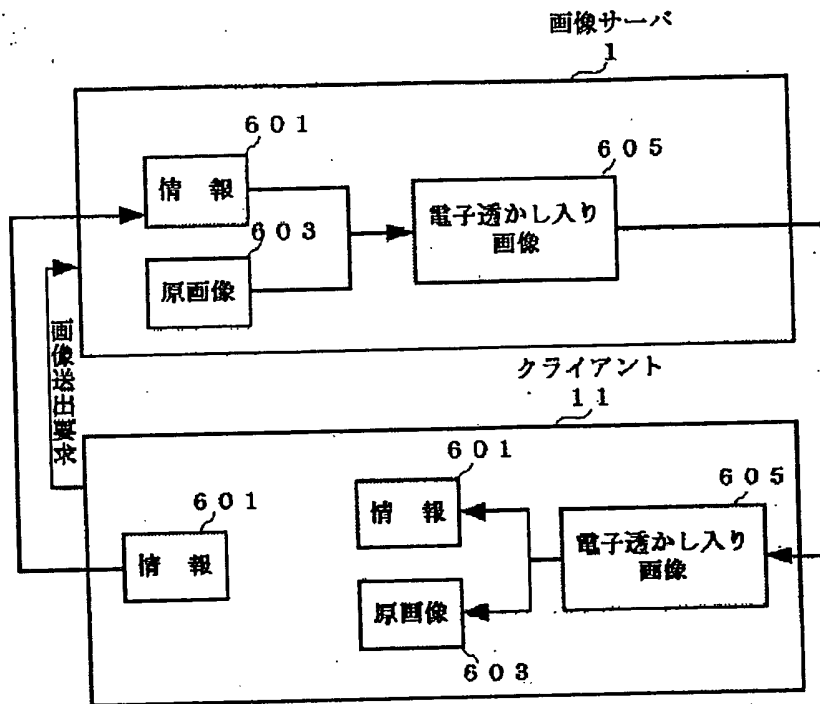 画像サーバ
1
601
情 報
603
原画像
605
電子透かし入り
画像
画像送出要求
クライアント
11
601
情 報
601
情 報
原画像
603
605
電子透かし入り
画像